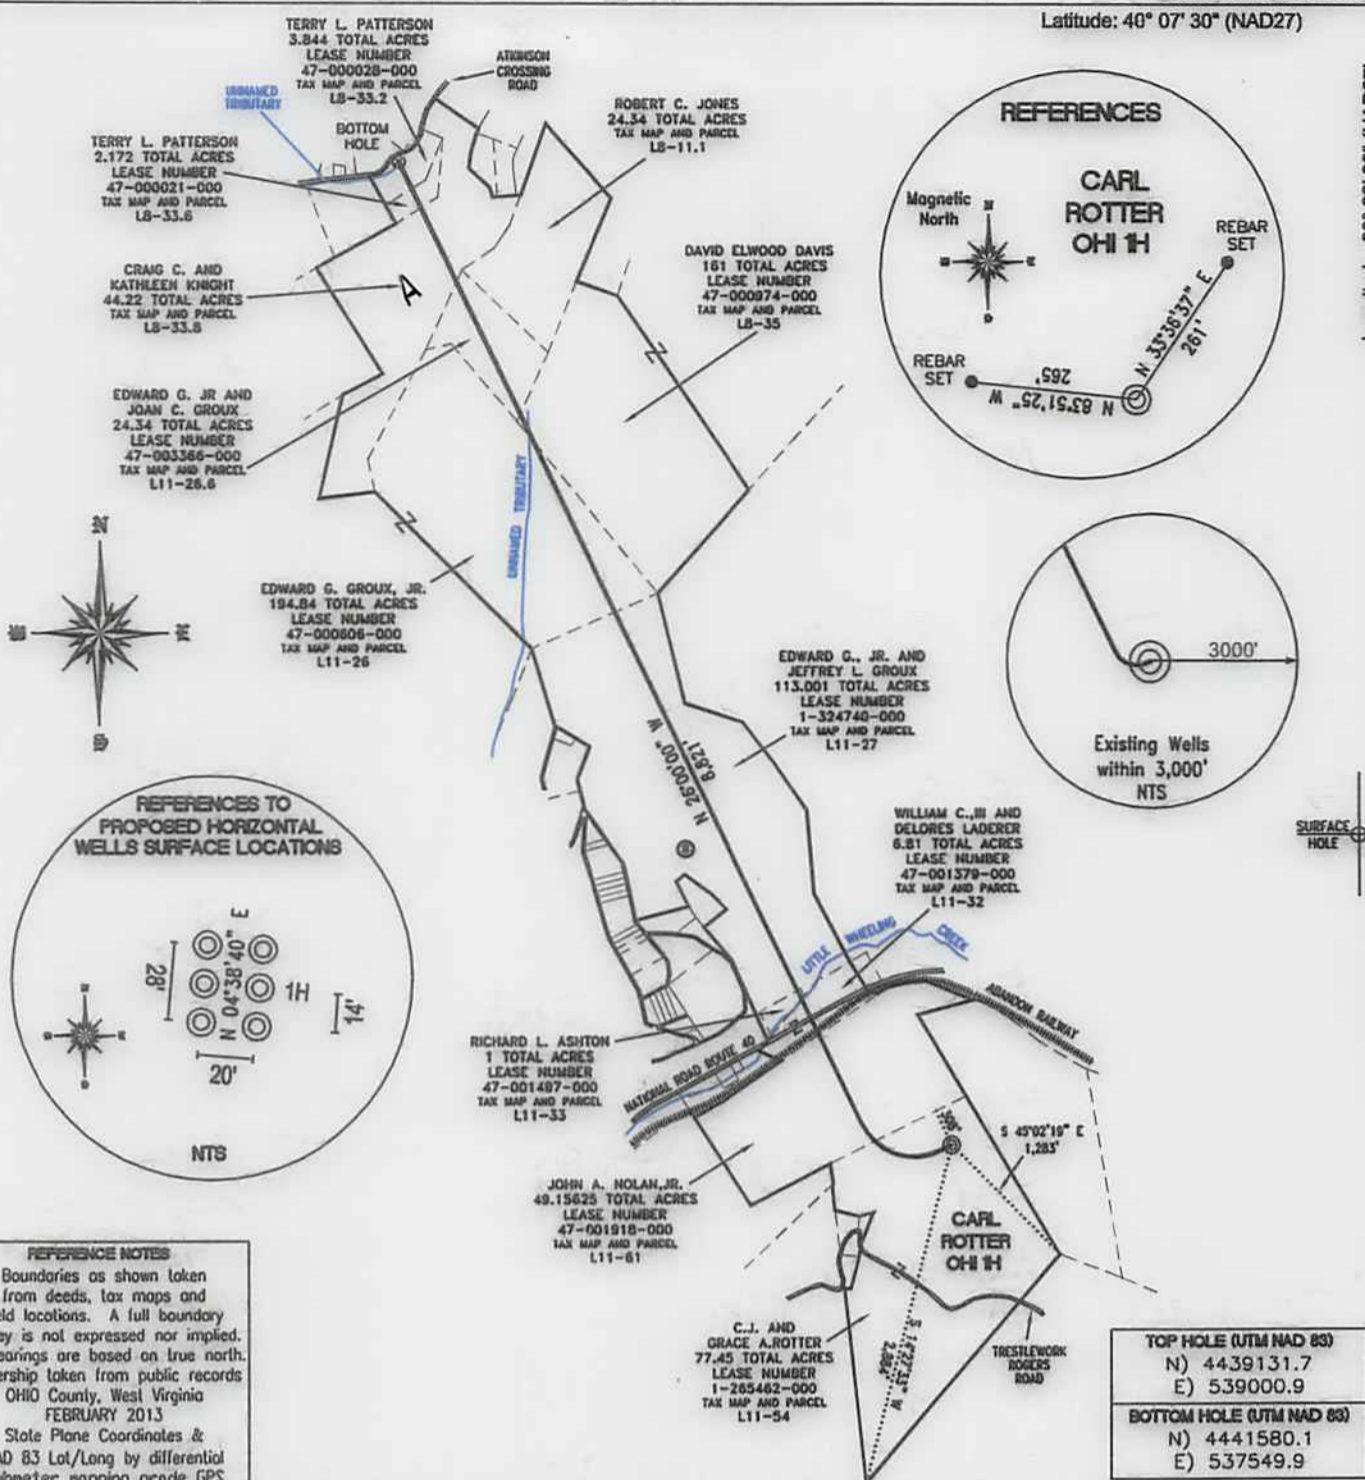 Latitude: 40° 07' 30" (NAD27)
TERRY L. PATTERSON
3.844 TOTAL ACRES
LEASE NUMBER
47-000028-000
TAX MAP AND PARCEL
L8-33.2
ATKINSON
CROSSING
ROAD
UNNAMED
TRIBUTARY
BOTTOM
HOLE
ROBERT C. JONES
24.34 TOTAL ACRES
TAX MAP AND PARCEL
L8-11.1
TERRY L. PATTERSON
2.172 TOTAL ACRES
LEASE NUMBER
47-000021-000
TAX MAP AND PARCEL
L8-33.6
CRAIG C. AND
KATHLEEN KNIGHT
44.22 TOTAL ACRES
TAX MAP AND PARCEL
L8-33.8
A
DAVID ELWOOD DAVIS
161 TOTAL ACRES
LEASE NUMBER
47-000974-000
TAX MAP AND PARCEL
L8-35
REFERENCES
CARL
ROTTER
OHI 1H
Magnetic
North
REBAR
SET
N 33°36'37" E
261'
REBAR
SET
265'
N 83°51'25" W
EDWARD G. JR AND
JOAN C. GROUX
24.34 TOTAL ACRES
LEASE NUMBER
47-003366-000
TAX MAP AND PARCEL
L11-26.6
UNNAMED TRIBUTARY
EDWARD G. GROUX, JR.
194.84 TOTAL ACRES
LEASE NUMBER
47-000606-000
TAX MAP AND PARCEL
L11-26
3000'
Existing Wells
within 3,000'
NTS
EDWARD G., JR. AND
JEFFREY L. GROUX
113.001 TOTAL ACRES
LEASE NUMBER
1-324740-000
TAX MAP AND PARCEL
L11-27
N 26°00'00" W
8,821'
REFERENCES TO
PROPOSED HORIZONTAL
WELLS SURFACE LOCATIONS
28'
N 04°38'40" E
1H
14'
20'
NTS
WILLIAM C.,III AND
DELORES LADERER
6.81 TOTAL ACRES
LEASE NUMBER
47-001379-000
TAX MAP AND PARCEL
L11-32
SURFACE
HOLE
LITTLE WHEELING CREEK
ABANDON RAILWAY
NATIONAL ROAD ROUTE 40
RICHARD L. ASHTON
1 TOTAL ACRES
LEASE NUMBER
47-001497-000
TAX MAP AND PARCEL
L11-33
S 45°02'19" E
1,283'
JOHN A. NOLAN,JR.
49.15625 TOTAL ACRES
LEASE NUMBER
47-001918-000
TAX MAP AND PARCEL
L11-61
CARL
ROTTER
OHI 1H
S 14°27'33" W
C.J. AND
GRACE A.ROTTER
77.45 TOTAL ACRES
LEASE NUMBER
1-265462-000
TAX MAP AND PARCEL
L11-54
TRESTLEWORK
ROGERS
ROAD
REFERENCE NOTES
Boundaries as shown taken
from deeds, tax maps and
locations. A full boundary
is not expressed nor implied.
are based on true north.
taken from public records
OHIO County, West Virginia
FEBRUARY 2013
State Plane Coordinates &
83 Lat/Long by differential
mapping grade GPS
TOP HOLE (UTM NAD 83)
N) 4439131.7
E) 539000.9
BOTTOM HOLE (UTM NAD 83)
N) 4441580.1
E) 537549.9